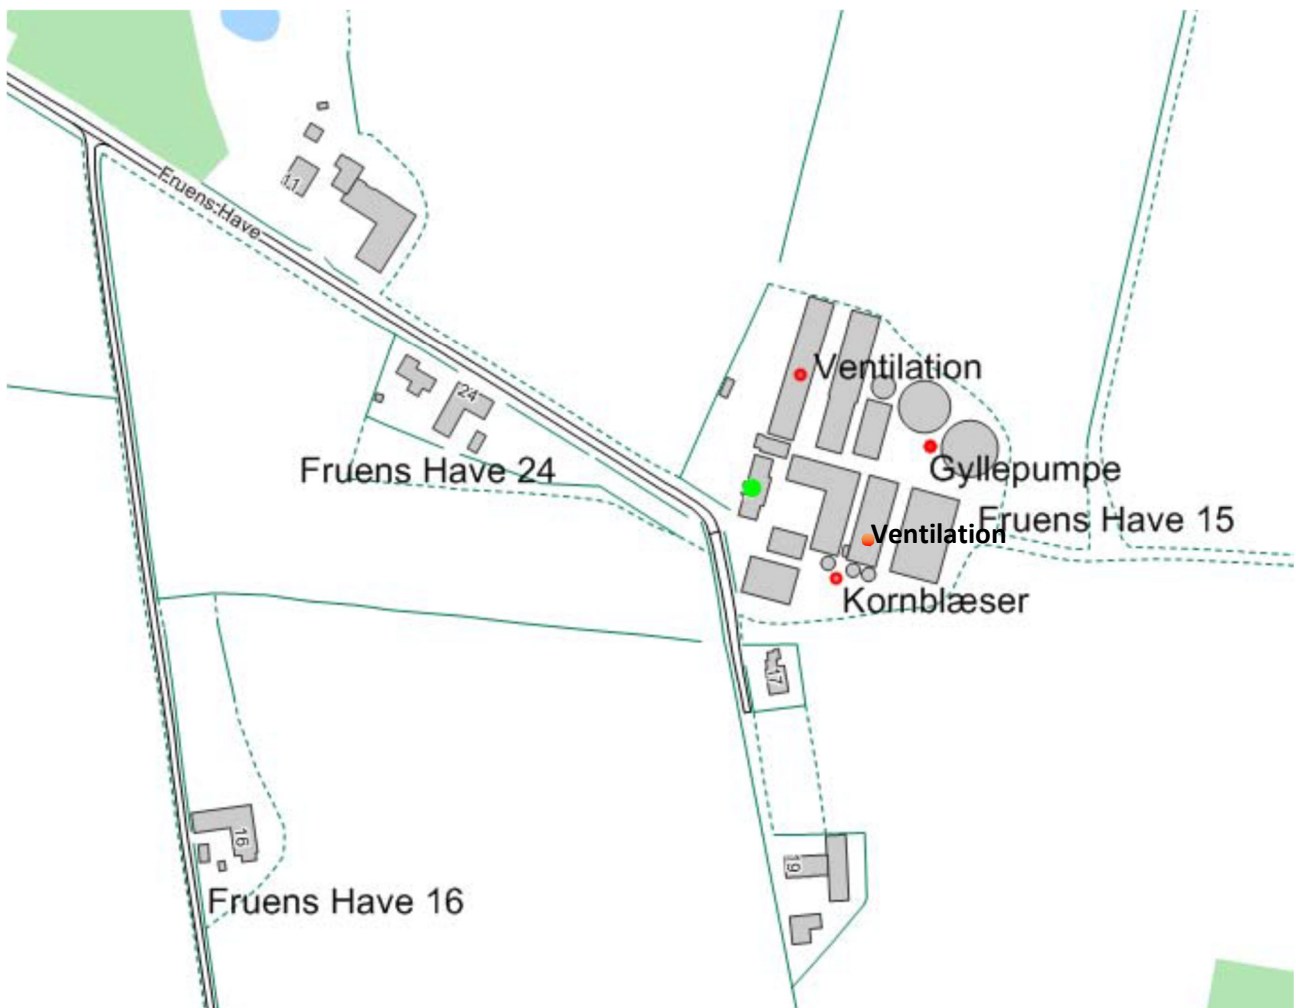 Fruens Have
11
Ventilation
24
Fruens Have 24
Gyllepumpe
Fruens Have 15
Ventilation
Kornblæser
17
16
19
Fruens Have 16